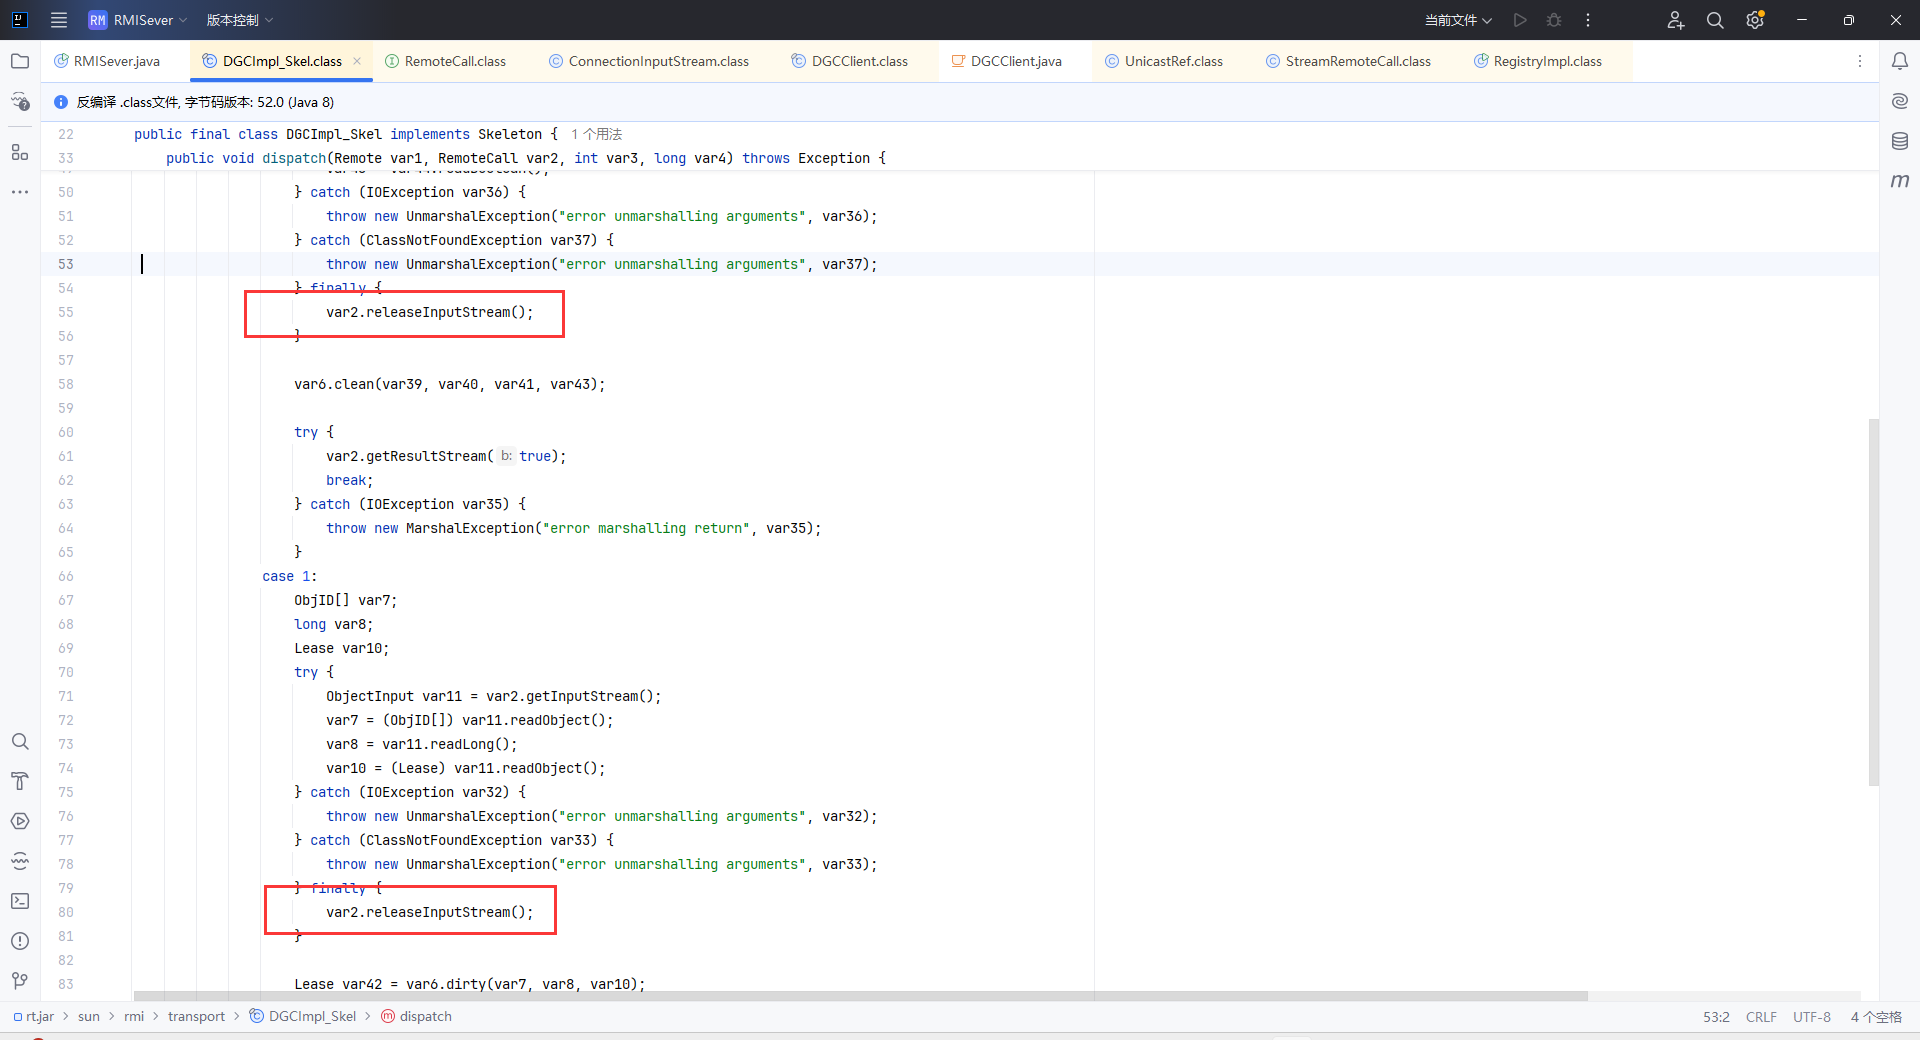 RM RMISever 版本控制 当前文件
RMISever.java DGCImpl_Skel.class RemoteCall.class ConnectionInputStream.class DGCClient.class DGCClient.java UnicastRef.class StreamRemoteCall.class RegistryImpl.class
反编译 .class文件, 字节码版本: 52.0 (Java 8)
22 public final class DGCImpl_Skel implements Skeleton { 1 个用法
33 public void dispatch(Remote var1, RemoteCall var2, int var3, long var4) throws Exception {
50 } catch (IOException var36) {
51 throw new UnmarshalException("error unmarshalling arguments", var36);
52 } catch (ClassNotFoundException var37) {
53 throw new UnmarshalException("error unmarshalling arguments", var37);
54 } finally {
55 var2.releaseInputStream();
56 }
57
58 var6.clean(var39, var40, var41, var43);
59
60 try {
61 var2.getResultStream( b: true);
62 break;
63 } catch (IOException var35) {
64 throw new MarshalException("error marshalling return", var35);
65 }
66 case 1:
67 ObjID[] var7;
68 long var8;
69 Lease var10;
70 try {
71 ObjectInput var11 = var2.getInputStream();
72 var7 = (ObjID[]) var11.readObject();
73 var8 = var11.readLong();
74 var10 = (Lease) var11.readObject();
75 } catch (IOException var32) {
76 throw new UnmarshalException("error unmarshalling arguments", var32);
77 } catch (ClassNotFoundException var33) {
78 throw new UnmarshalException("error unmarshalling arguments", var33);
79 } finally {
80 var2.releaseInputStream();
81 }
82
83 Lease var42 = var6.dirty(var7, var8, var10);
rt.jar > sun > rmi > transport > DGCImpl_Skel > dispatch 53:2 CRLF UTF-8 4 个空格